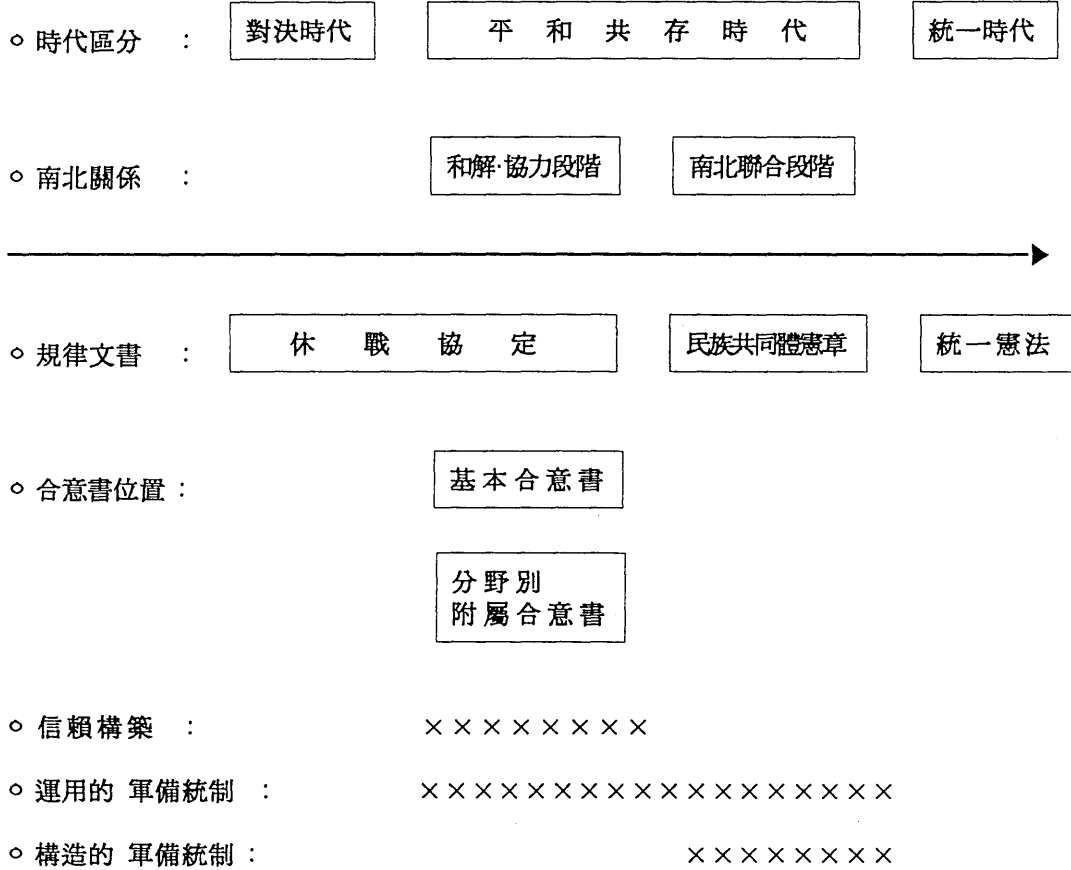 ○ 時代區分 : 對決時代 平和共存時代 統一時代
○ 南北關係 : 和解·協力段階 南北聯合段階
○ 規律文書 : 休戰協定 民族共同體憲章 統一憲法
○ 合意書位置 : 基本合意書
分野別
附屬合意書
○ 信賴構築 : ××××××××
○ 運用的 軍備統制 : ××××××××××××××××××
○ 構造的 軍備統制 : ××××××××